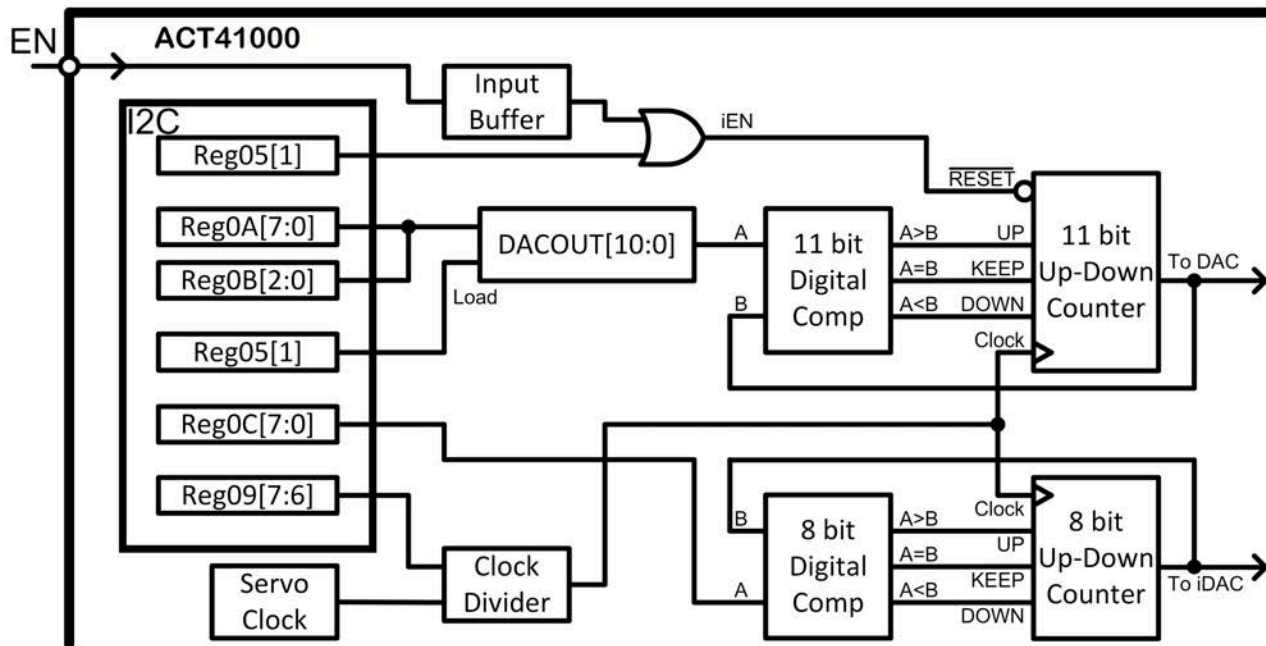 EN
ACT41000
Input
Buffer
iEN
I2C
Reg05[1]
RESET
Reg0A[7:0]
DACOUT[10:0]
A
11 bit
Digital
Comp
A>B
UP
11 bit
Up-Down
Counter
To DAC
A=B
KEEP
Reg0B[2:0]
Load
B
A<B
DOWN
Clock
Reg05[1]
Reg0C[7:0]
Reg09[7:6]
Clock
B
8 bit
Digital
Comp
A>B
UP
8 bit
Up-Down
Counter
A=B
KEEP
To iDAC
Servo
Clock
Clock
Divider
A
A<B
DOWN